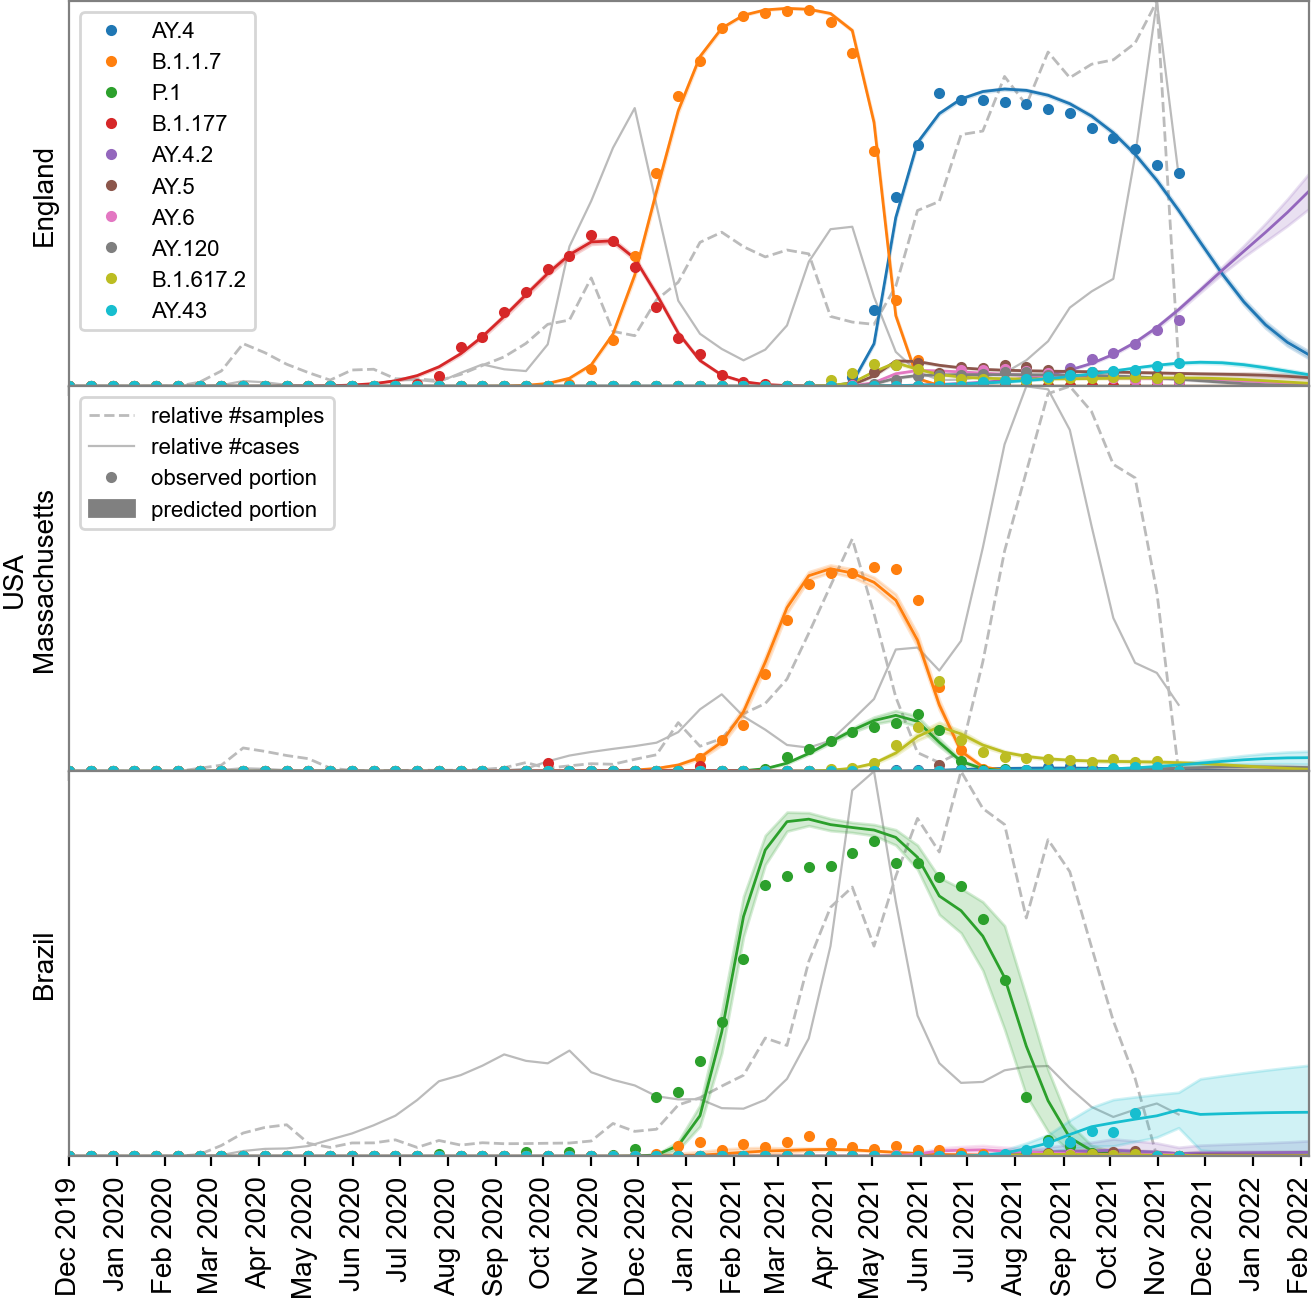 AY.4
B.1.1.7
P.1
B.1.177
AY.4.2
AY.5
AY.6
AY.120
B.1.617.2
AY.43
England
relative #samples
relative #cases
observed portion
predicted portion
USA
Massachusetts
Brazil
Dec 2019
Jan 2020
Feb 2020
Mar 2020
Apr 2020
May 2020
Jun 2020
Jul 2020
Aug 2020
Sep 2020
Oct 2020
Nov 2020
Dec 2020
Jan 2021
Feb 2021
Mar 2021
Apr 2021
May 2021
Jun 2021
Jul 2021
Aug 2021
Sep 2021
Oct 2021
Nov 2021
Dec 2021
Jan 2022
Feb 2022